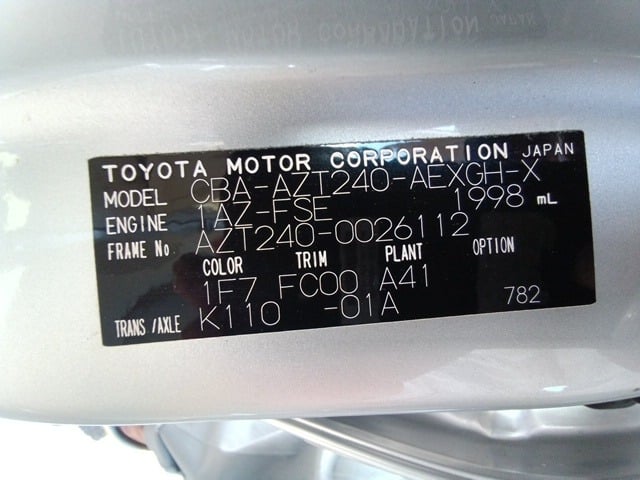 TOYOTA MOTOR CORPORATION JAPAN
MODEL CBA-AZT240-AEXGH-X
ENGINE 1AZ-FSE 1998 mL
FRAME No AZT240-0026112
COLOR TRIM PLANT OPTION
1F7 FC00 A41
TRANS/AXLE K110 -01A 782